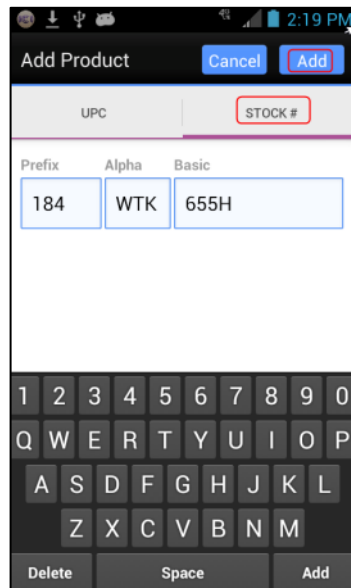 2:19 PM
Add Product Cancel Add
UPC STOCK #
Prefix Alpha Basic
184 WTK 655H
1 2 3 4 5 6 7 8 9 0
Q W E R T Y U I O P
A S D F G H J K L
Z X C V B N M
Delete Space Add